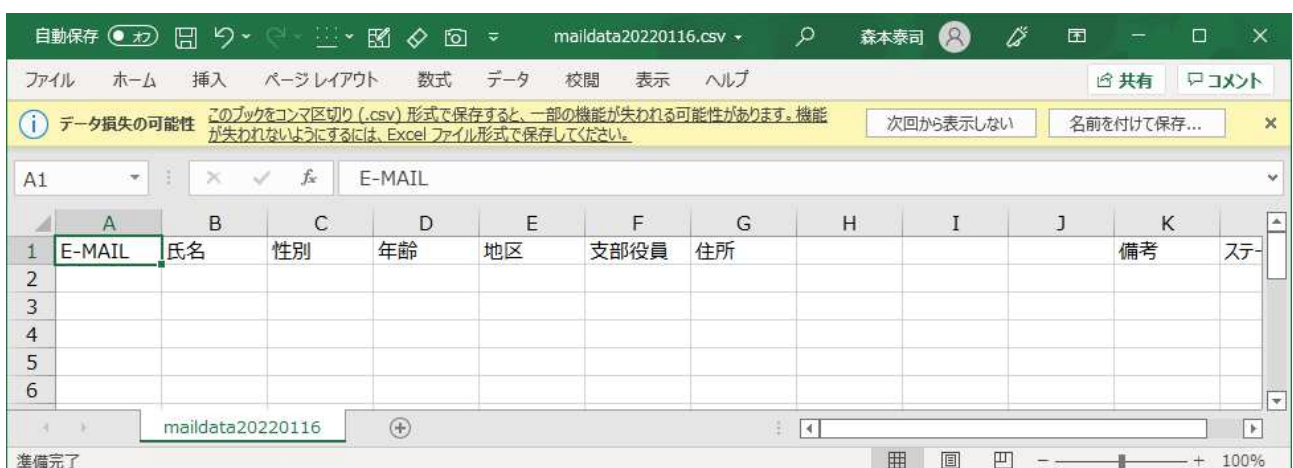 自動保存 オフ maildata20220116.csv 森本泰司
ファイル ホーム 挿入 ページ レイアウト 数式 データ 校閲 表示 ヘルプ 共有 コメント
データ損失の可能性 このブックをコンマ区切り (.csv) 形式で保存すると、一部の機能が失われる可能性があります。機能 次回から表示しない 名前を付けて保存...
が失われないようにするには、Excel ファイル形式で保存してください。
A1 fx E-MAIL
A B C D E F G H I J K
1 E-MAIL 氏名 性別 年齢 地区 支部役員 住所 備考 ステー
2
3
4
5
6
maildata20220116
準備完了 100%